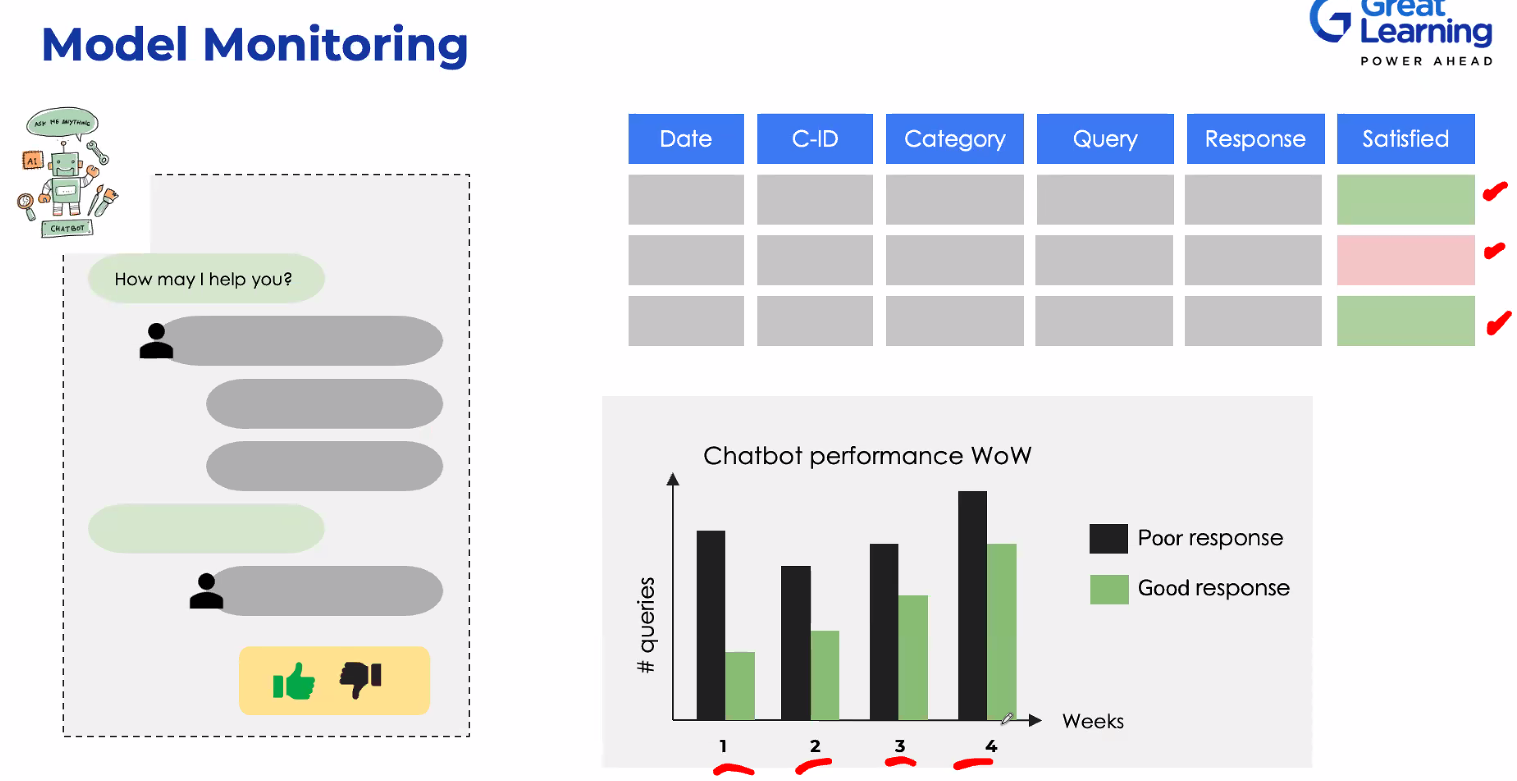 Model Monitoring
Great
Learning
POWER AHEAD
ASK ME ANYTHING
AI
CHATBOT
How may I help you?
Date C-ID Category Query Response Satisfied
Chatbot performance WoW
# queries
Poor response
Good response
Weeks
1 2 3 4